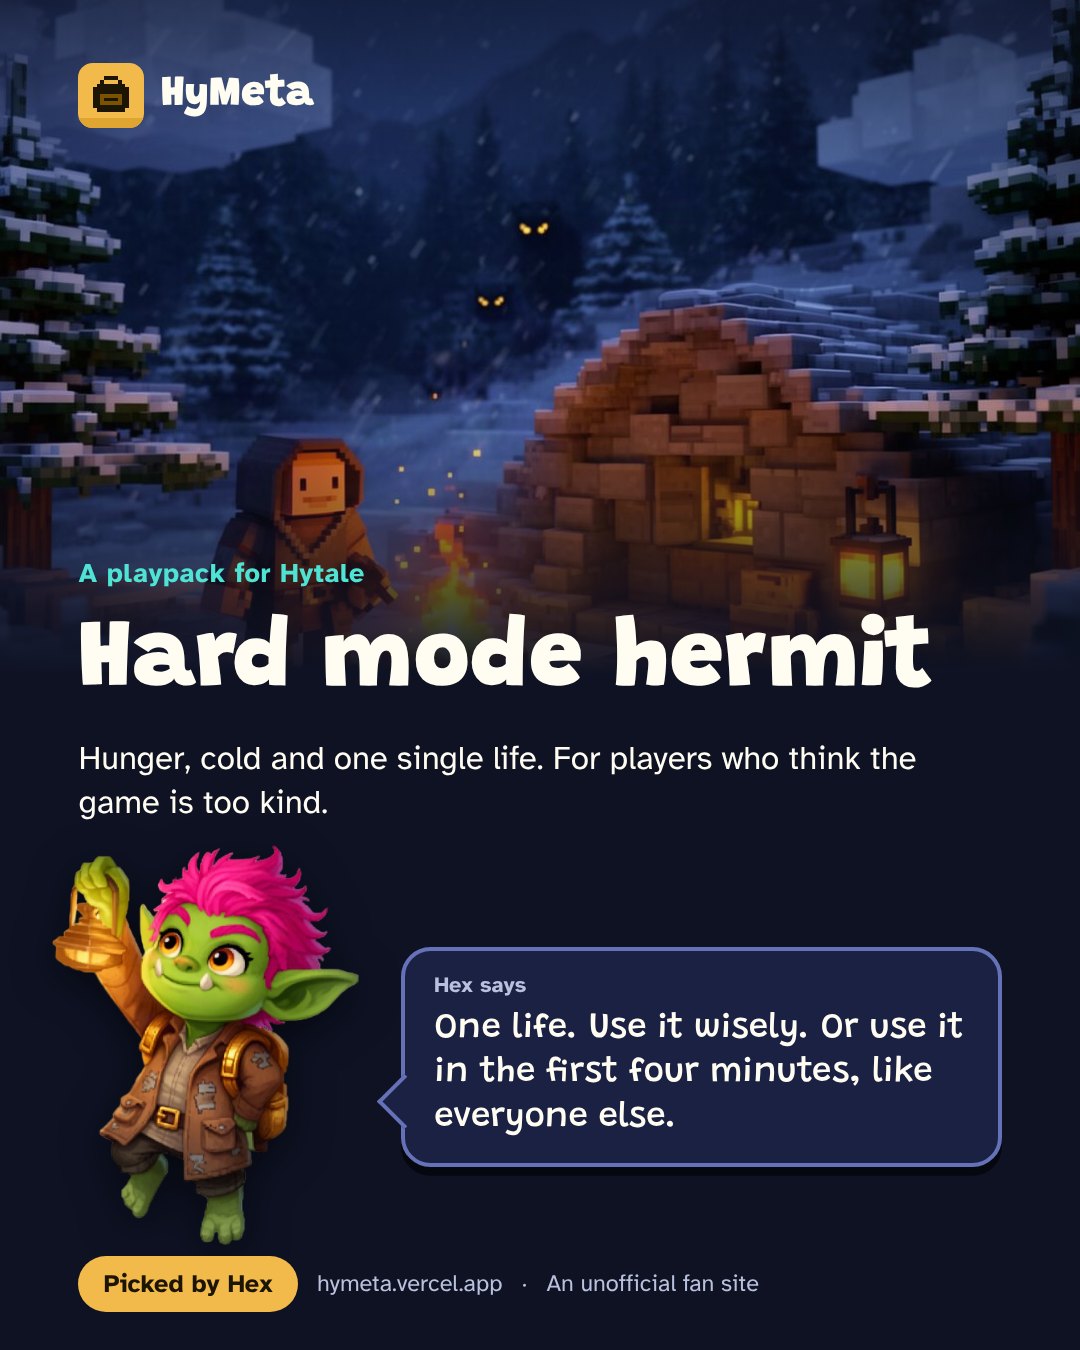 HyMeta
A playpack for Hytale
Hard mode hermit
Hunger, cold and one single life. For players who think the
game is too kind.
Hex says
One life. Use it wisely. Or use it
in the first four minutes, like
everyone else.
Picked by Hex
hymeta.vercel.app · An unofficial fan site